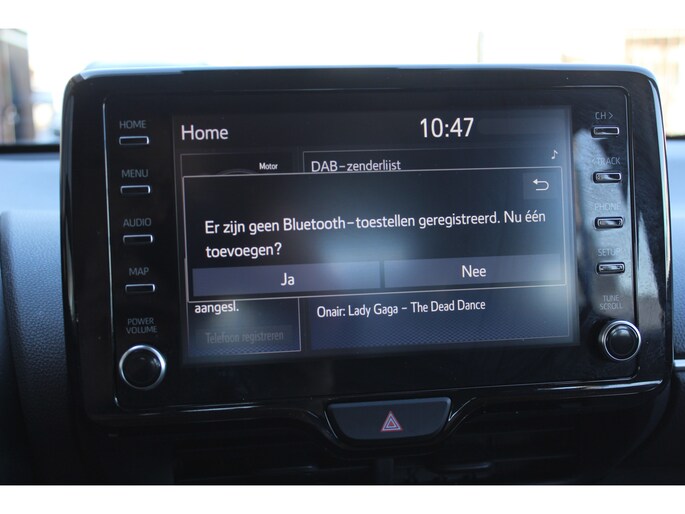 HOME
MENU
AUDIO
MAP
POWER
VOLUME
Home
10:47
Motor
DAB-zenderlijst
Er zijn geen Bluetooth-toestellen geregistreerd. Nu één
toevoegen?
Ja
Nee
aangesl.
Telefoon registreren
Onair: Lady Gaga - The Dead Dance
CH >
TRACK
PHONE
SETUP
TUNE
SCROLL